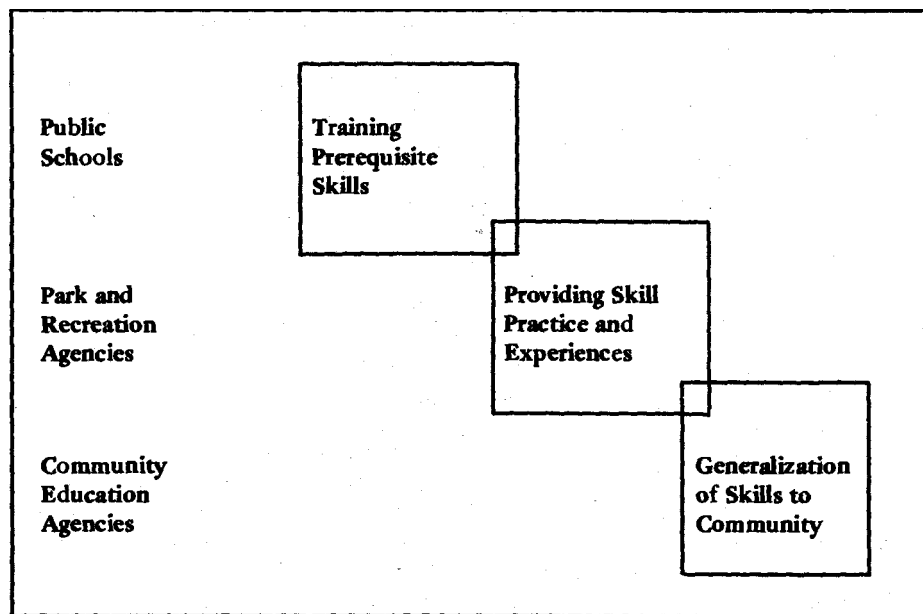 Public
Schools
Training
Prerequisite
Skills
Park and
Recreation
Agencies
Providing Skill
Practice and
Experiences
Community
Education
Agencies
Generalization
of Skills to
Community